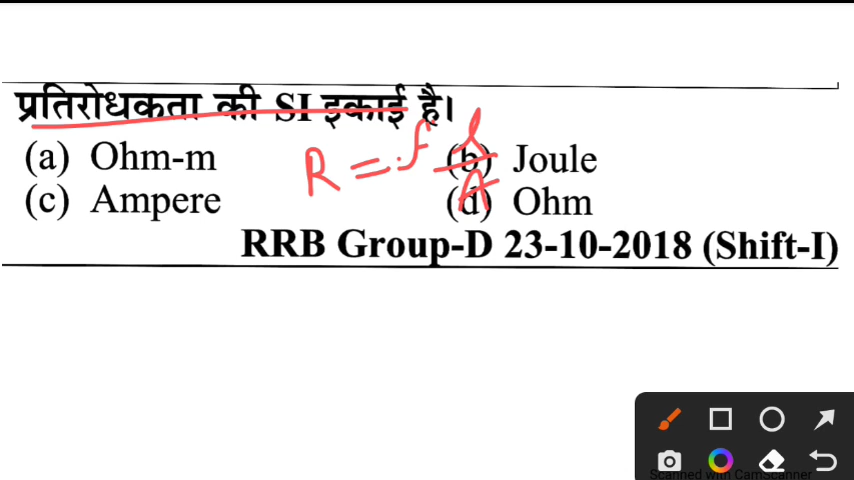 प्रतिरोधकता की SI इकाई है।
(a) Ohm-m (b) Joule
(c) Ampere (d) Ohm
R = ρ l/A
RRB Group-D 23-10-2018 (Shift-I)
Scanned with CamScanner